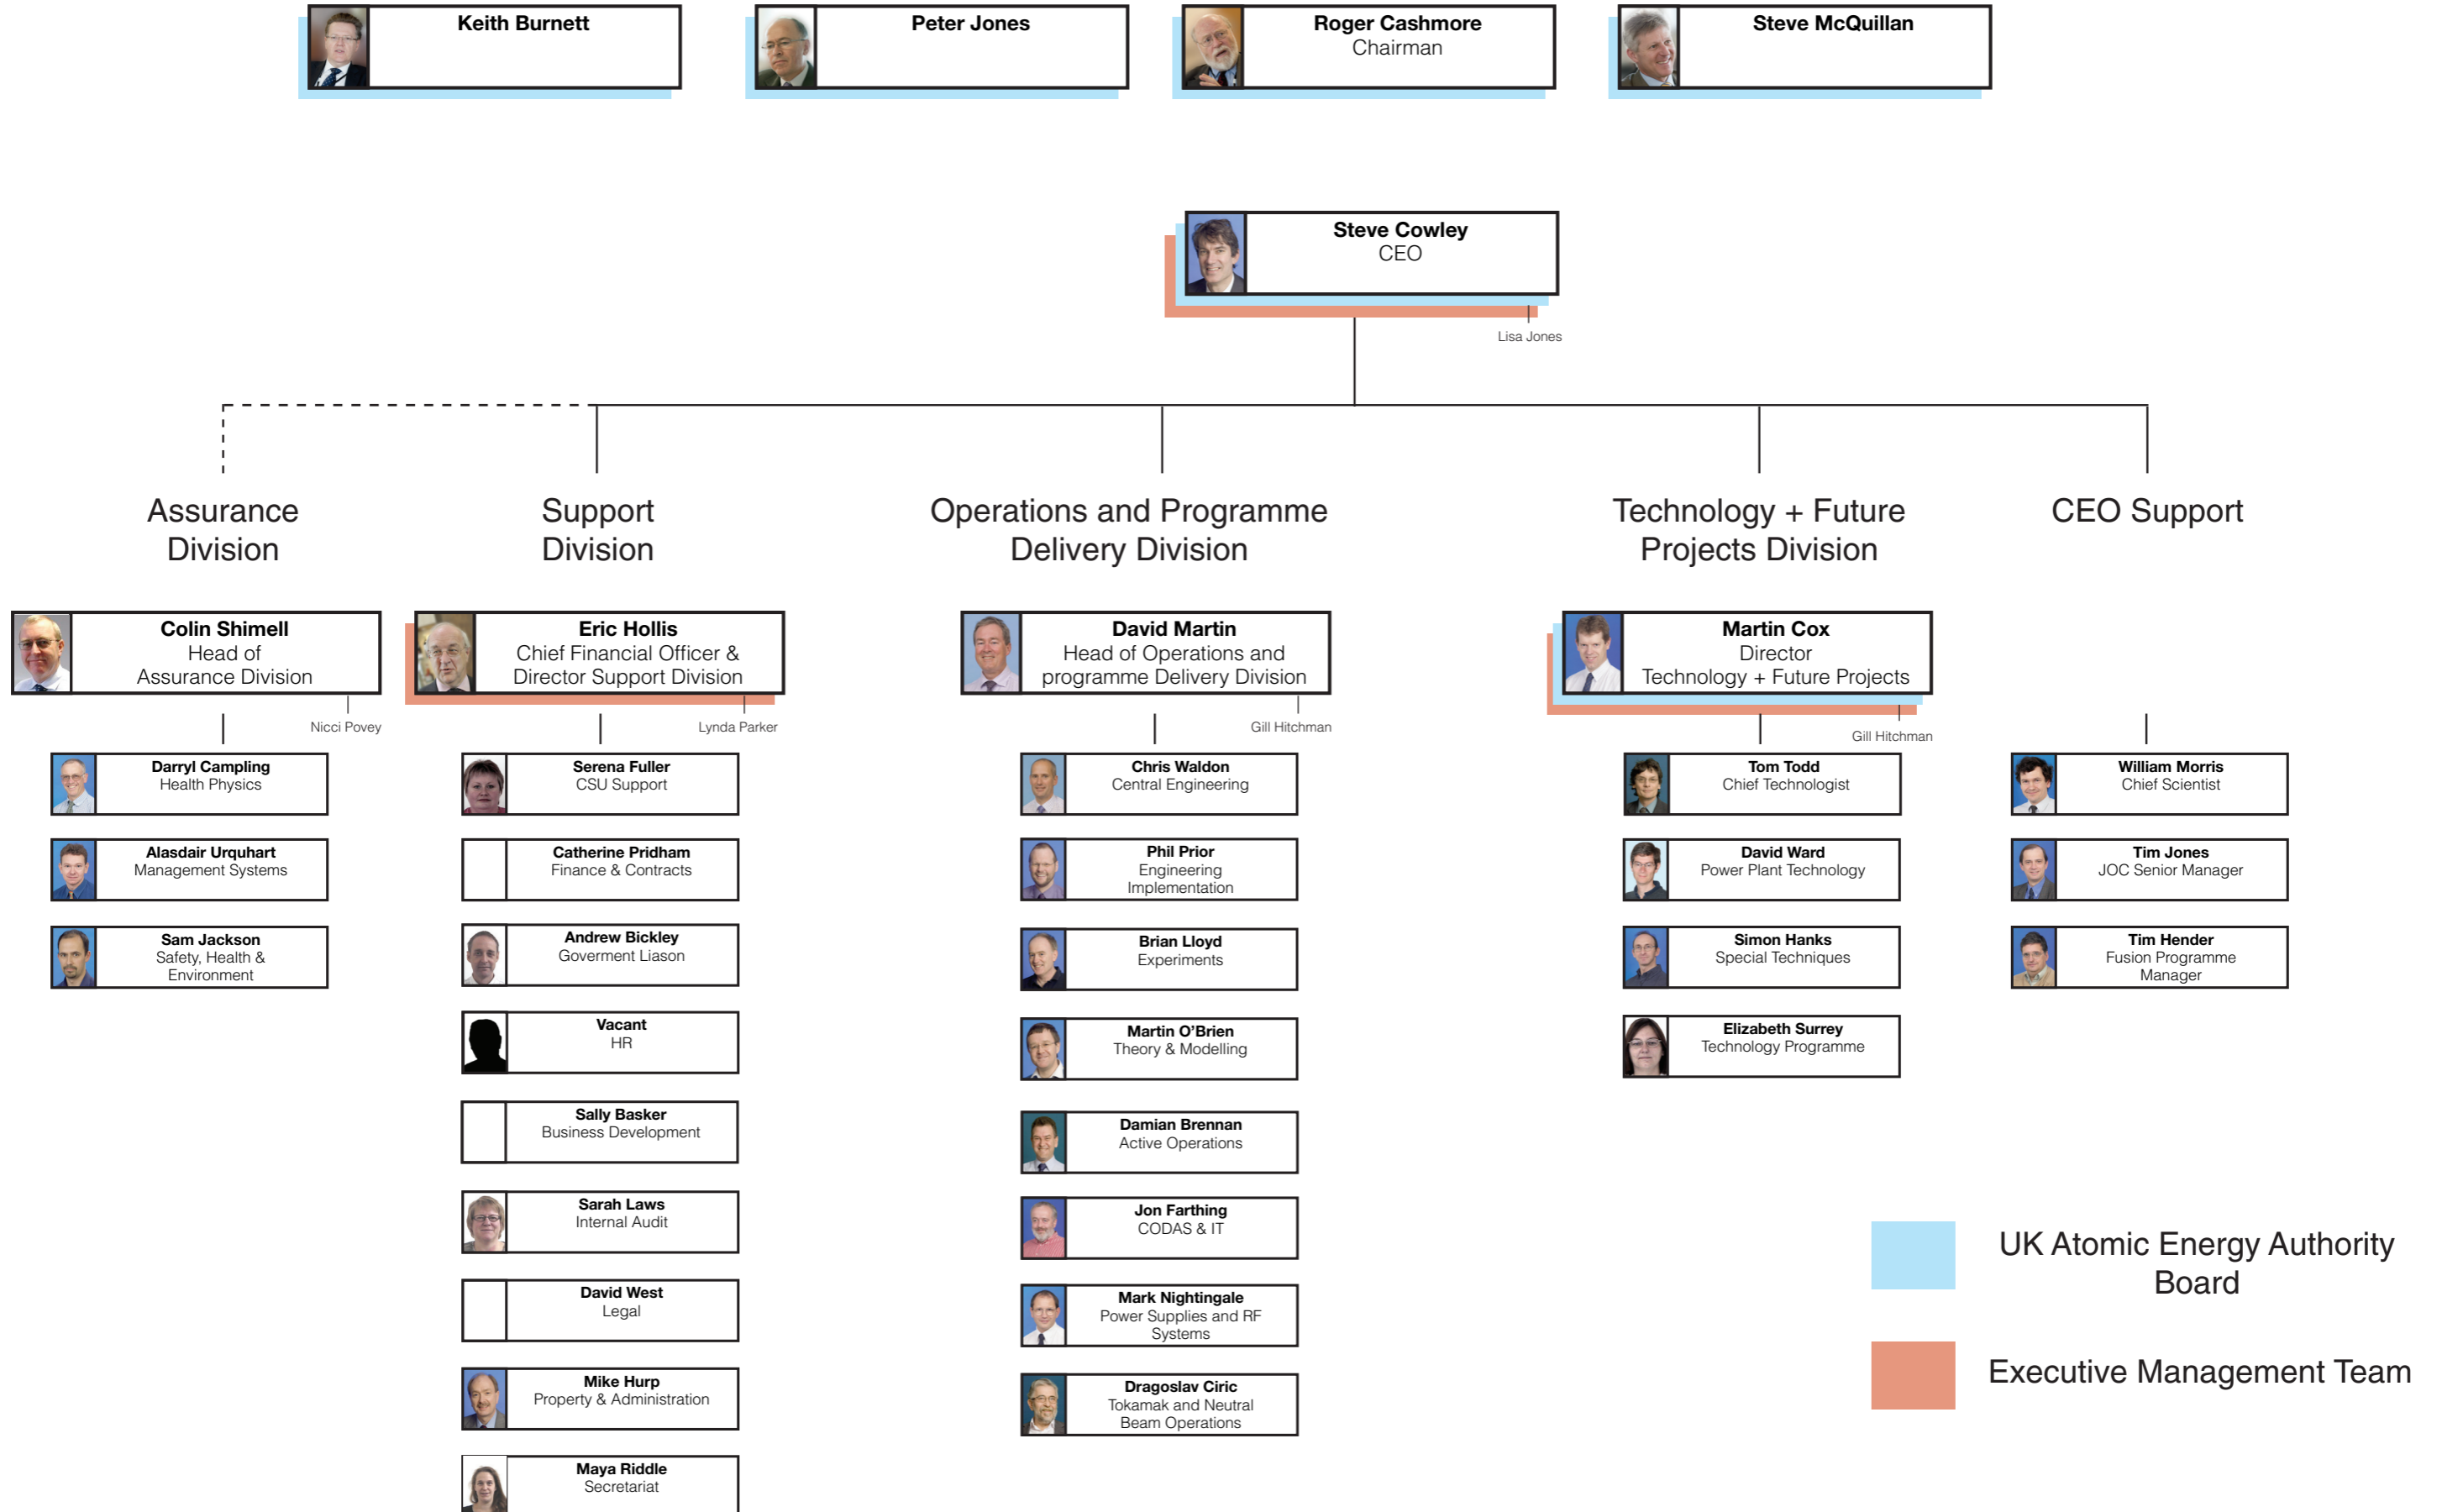 Keith Burnett
Peter Jones
Roger Cashmore
Chairman
Steve McQuillan
Steve Cowley
CEO
Lisa Jones
Assurance
Division
Support
Division
Operations and Programme
Delivery Division
Technology + Future
Projects Division
CEO Support
Colin Shimell
Head of
Assurance Division
Nicci Povey
Eric Hollis
Chief Financial Officer &
Director Support Division
Lynda Parker
David Martin
Head of Operations and
programme Delivery Division
Gill Hitchman
Martin Cox
Director
Technology + Future Projects
Gill Hitchman
Darryl Campling
Health Physics
Alasdair Urquhart
Management Systems
Sam Jackson
Safety, Health &
Environment
Serena Fuller
CSU Support
Catherine Pridham
Finance & Contracts
Andrew Bickley
Goverment Liason
Vacant
HR
Sally Basker
Business Development
Sarah Laws
Internal Audit
David West
Legal
Mike Hurp
Property & Administration
Maya Riddle
Secretariat
Chris Waldon
Central Engineering
Phil Prior
Engineering
Implementation
Brian Lloyd
Experiments
Martin O’Brien
Theory & Modelling
Damian Brennan
Active Operations
Jon Farthing
CODAS & IT
Mark Nightingale
Power Supplies and RF
Systems
Dragoslav Ciric
Tokamak and Neutral
Beam Operations
Tom Todd
Chief Technologist
David Ward
Power Plant Technology
Simon Hanks
Special Techniques
Elizabeth Surrey
Technology Programme
William Morris
Chief Scientist
Tim Jones
JOC Senior Manager
Tim Hender
Fusion Programme
Manager
UK Atomic Energy Authority
Board
Executive Management Team